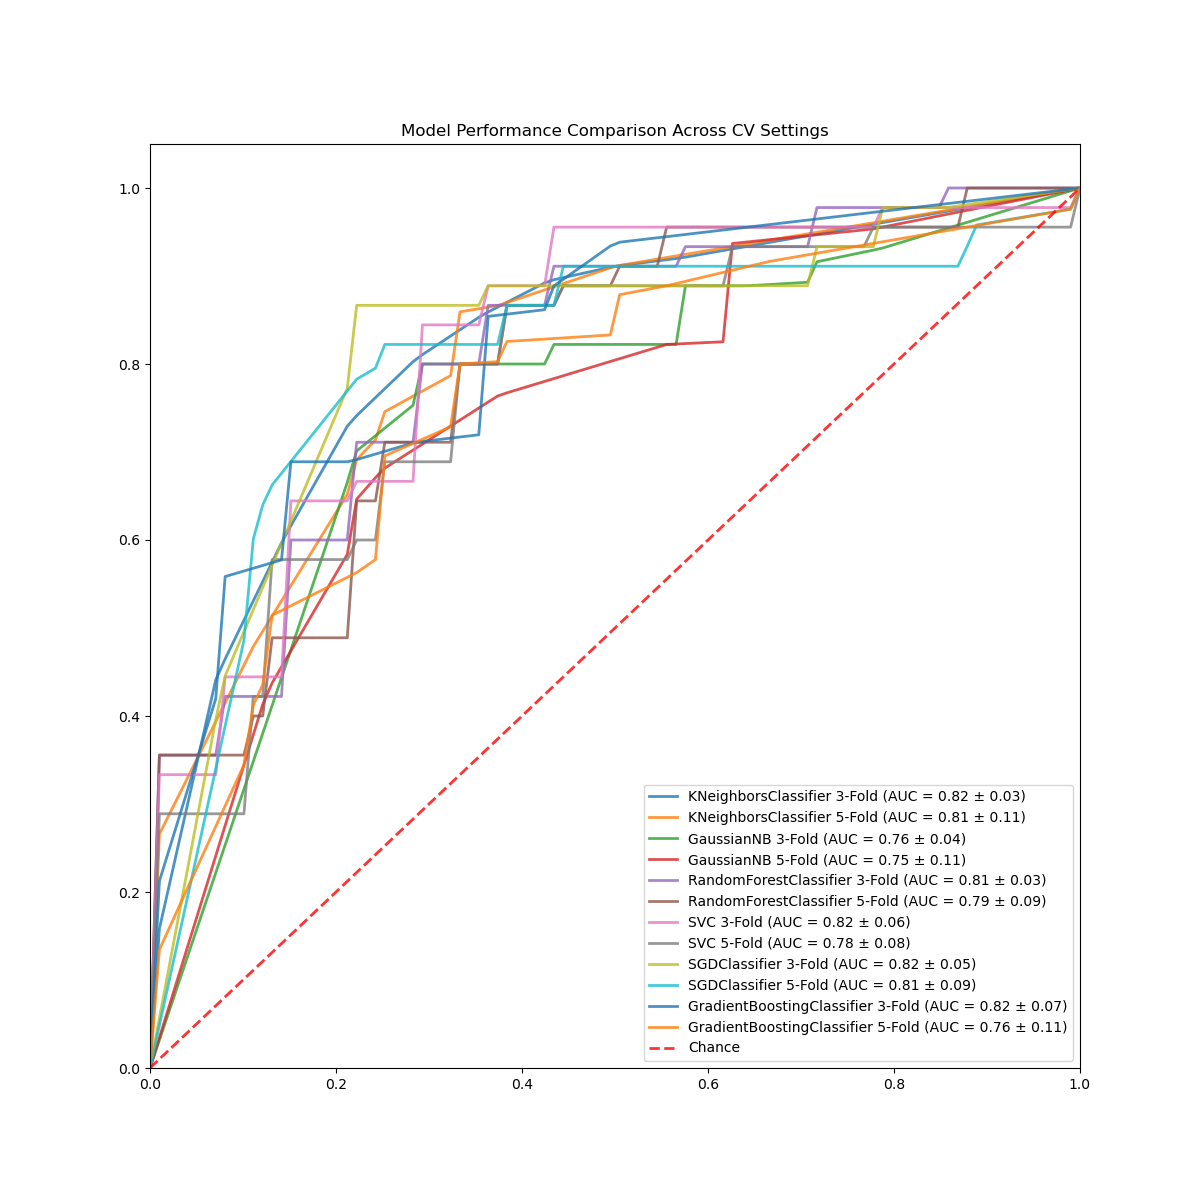 Model Performance Comparison Across CV Settings
1.0
0.8
0.6
0.4
0.2
0.0
KNeighborsClassifier 3-Fold (AUC = 0.82 ± 0.03)
KNeighborsClassifier 5-Fold (AUC = 0.81 ± 0.11)
GaussianNB 3-Fold (AUC = 0.76 ± 0.04)
GaussianNB 5-Fold (AUC = 0.75 ± 0.11)
RandomForestClassifier 3-Fold (AUC = 0.81 ± 0.03)
RandomForestClassifier 5-Fold (AUC = 0.79 ± 0.09)
SVC 3-Fold (AUC = 0.82 ± 0.06)
SVC 5-Fold (AUC = 0.78 ± 0.08)
SGDClassifier 3-Fold (AUC = 0.82 ± 0.05)
SGDClassifier 5-Fold (AUC = 0.81 ± 0.09)
GradientBoostingClassifier 3-Fold (AUC = 0.82 ± 0.07)
GradientBoostingClassifier 5-Fold (AUC = 0.76 ± 0.11)
Chance
0.0 0.2 0.4 0.6 0.8 1.0